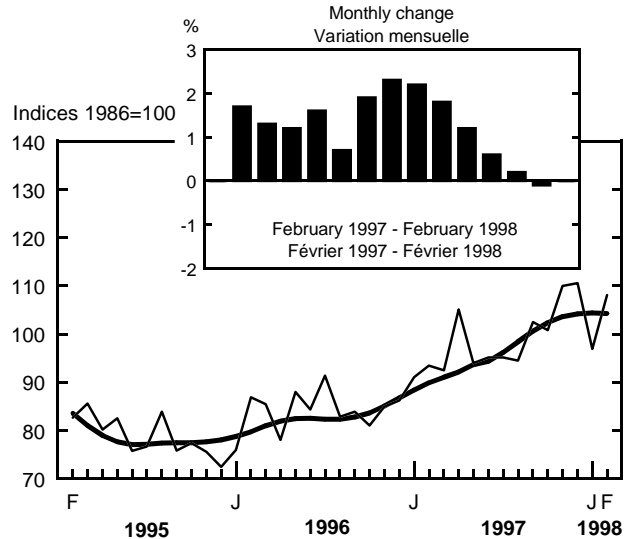 Monthly change
Variation mensuelle
%
3
2
1
0
-1
-2
February 1997 - February 1998
Février 1997 - Février 1998
Indices 1986=100
140
130
120
110
100
90
80
70
F J J J F
1995 1996 1997 1998